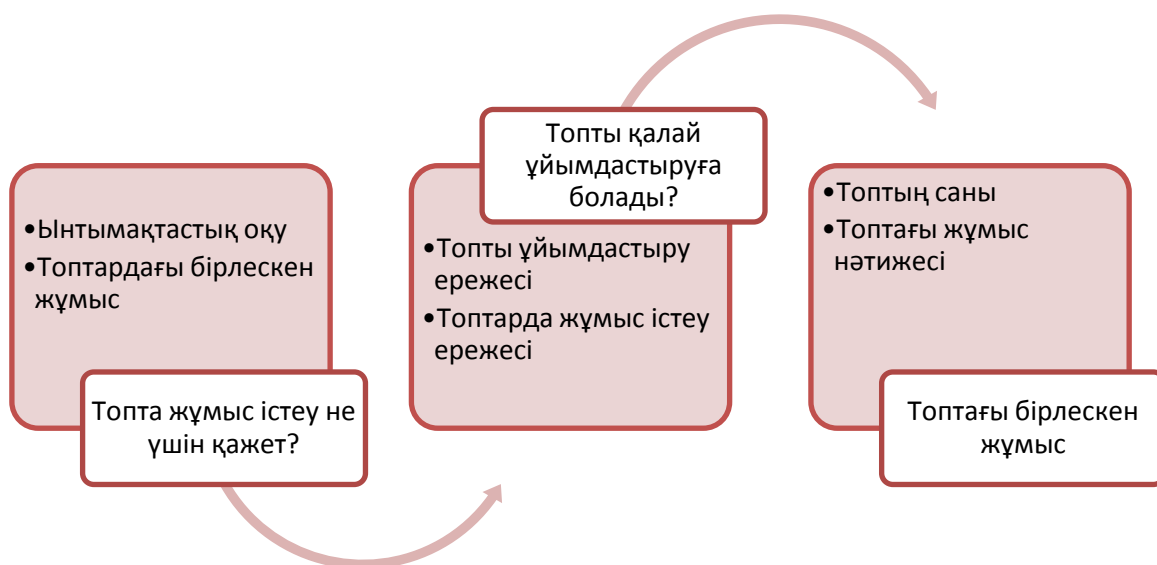 •Ынтымақтастық оқу
•Топтардағы бірлескен
жұмыс
Топта жұмыс істеу не
үшін қажет?
Топты қалай
ұйымдастыруға
болады?
•Топты ұйымдастыру
ережесі
•Топтарда жұмыс істеу
ережесі
•Топтың саны
•Топтағы жұмыс
нәтижесі
Топтағы бірлескен
жұмыс